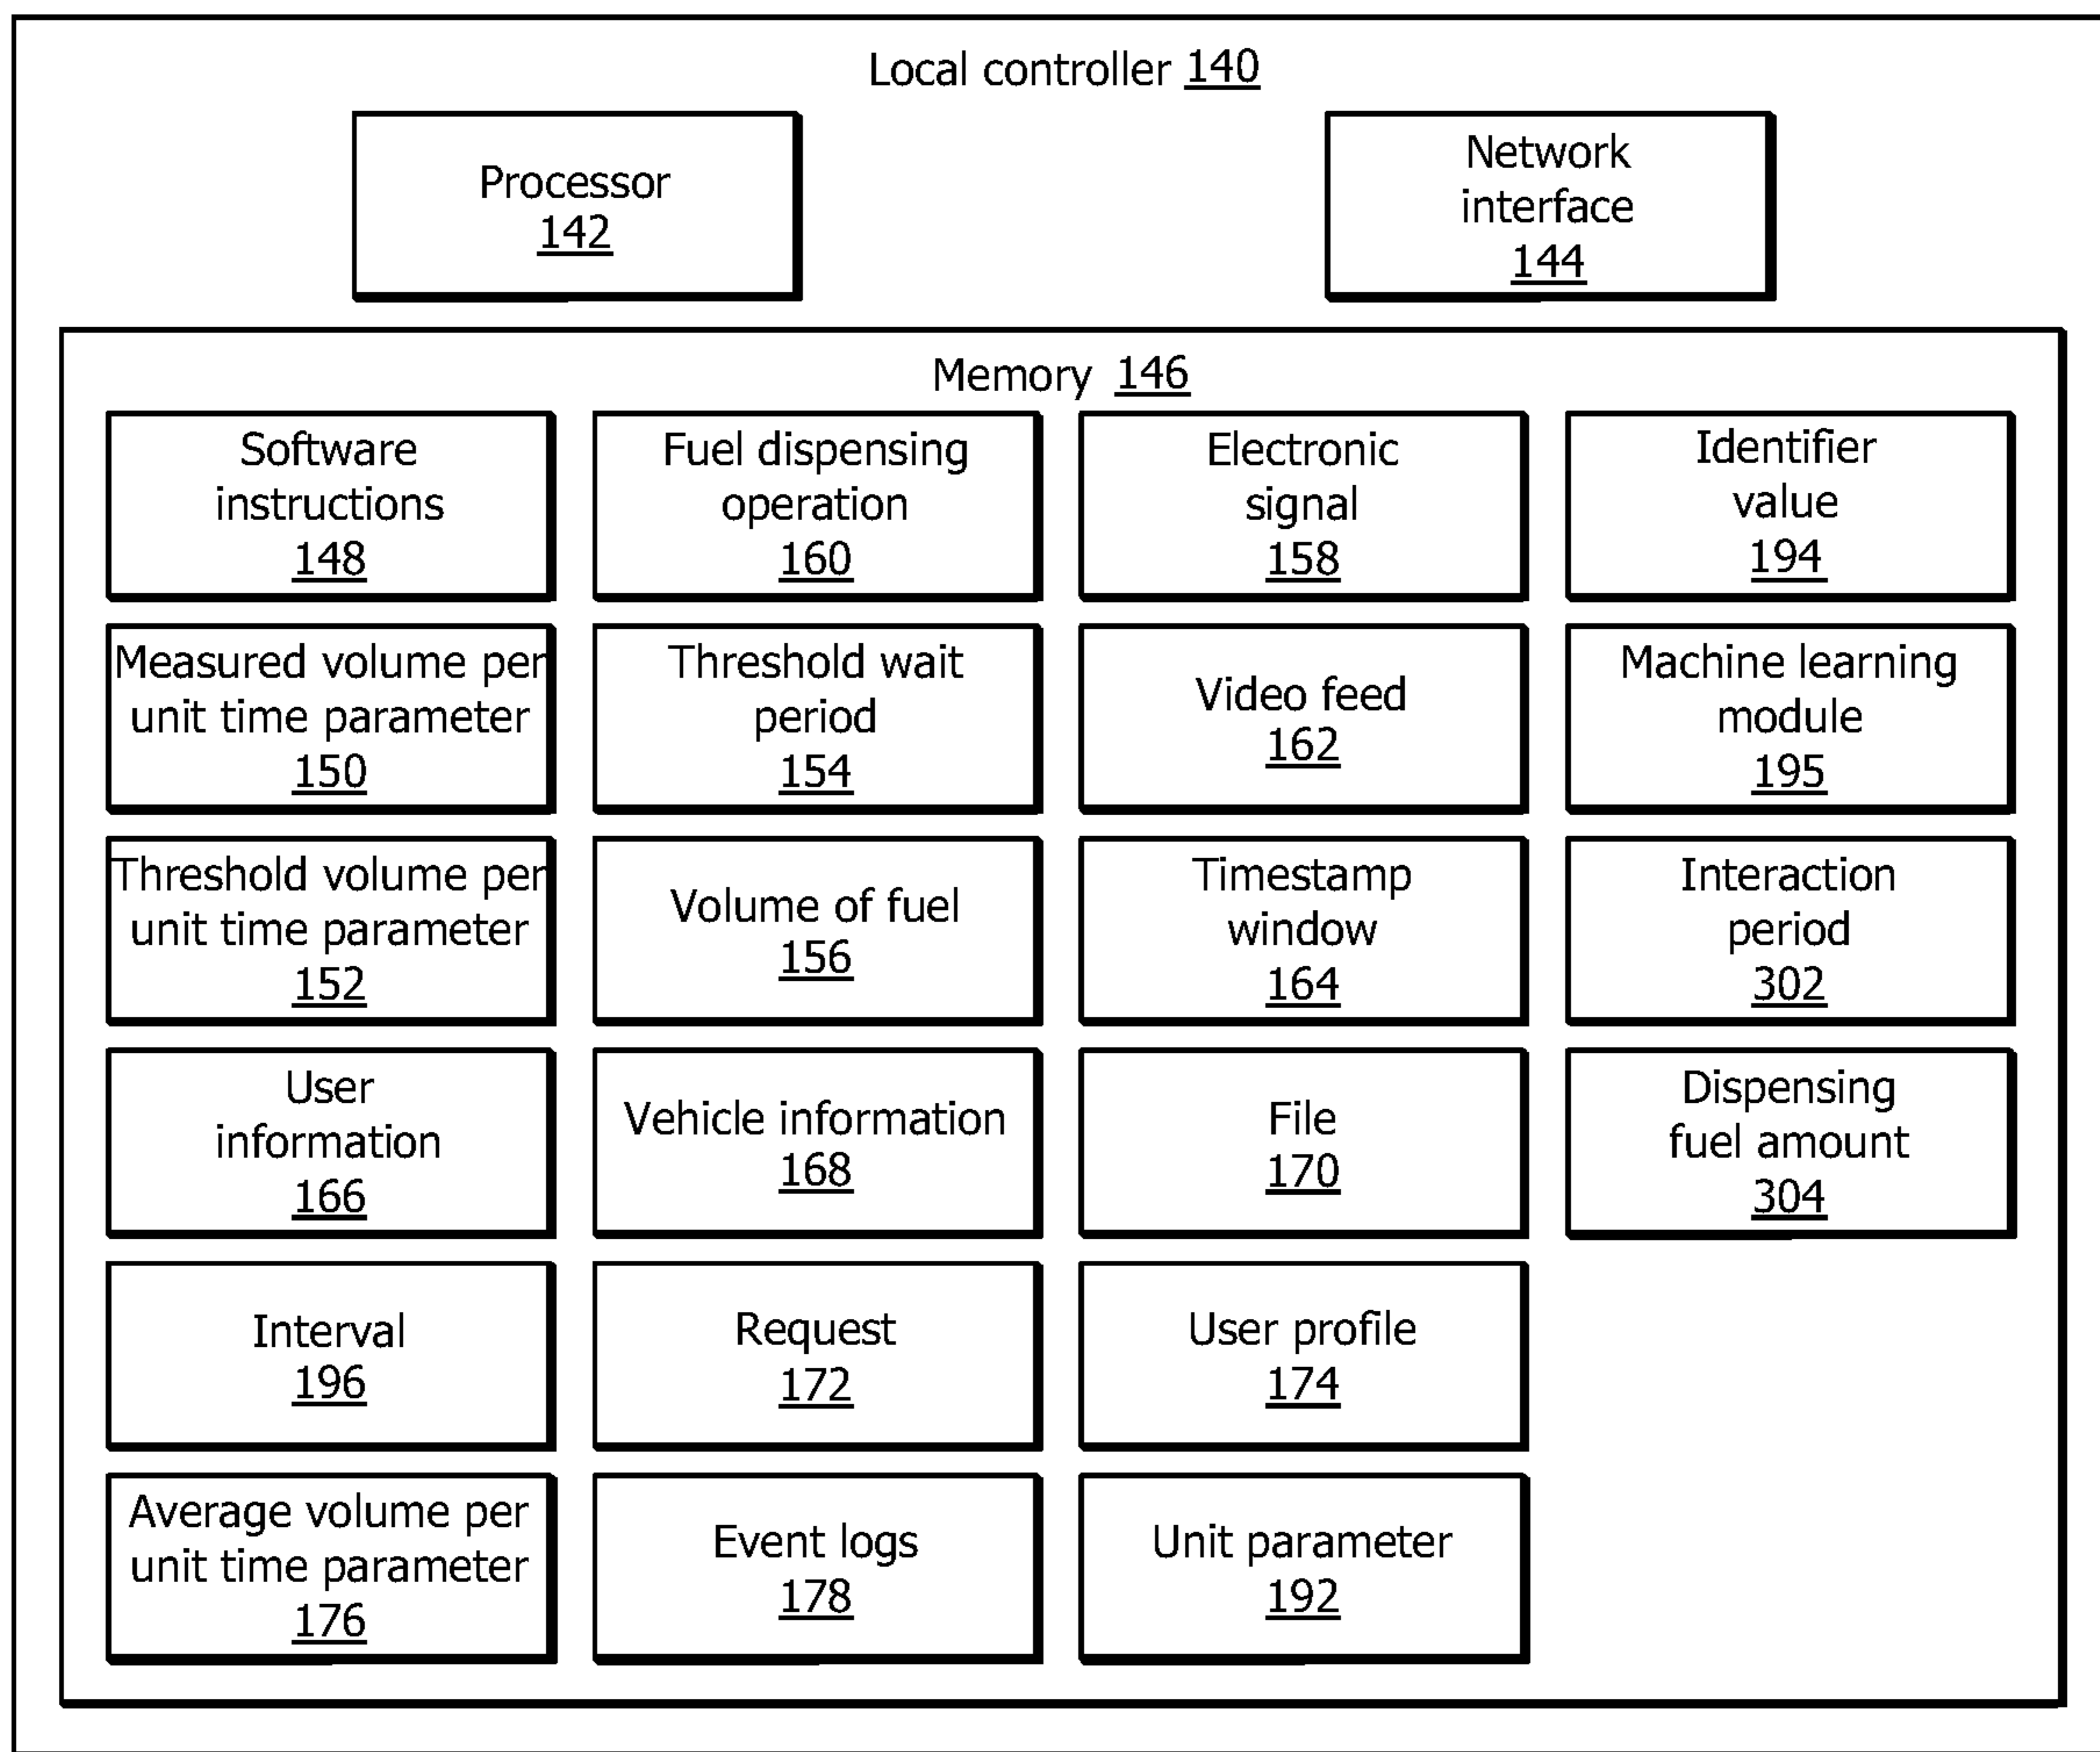 Local controller 140
Processor
142
Network
interface
144
Memory 146
Software
instructions
148
Fuel dispensing
operation
160
Electronic
signal
158
Identifier
value
194
Measured volume per
unit time parameter
150
Threshold wait
period
154
Video feed
162
Machine learning
module
195
Threshold volume per
unit time parameter
152
Volume of fuel
156
Timestamp
window
164
Interaction
period
302
User
information
166
Vehicle information
168
File
170
Dispensing
fuel amount
304
Interval
196
Request
172
User profile
174
Average volume per
unit time parameter
176
Event logs
178
Unit parameter
192